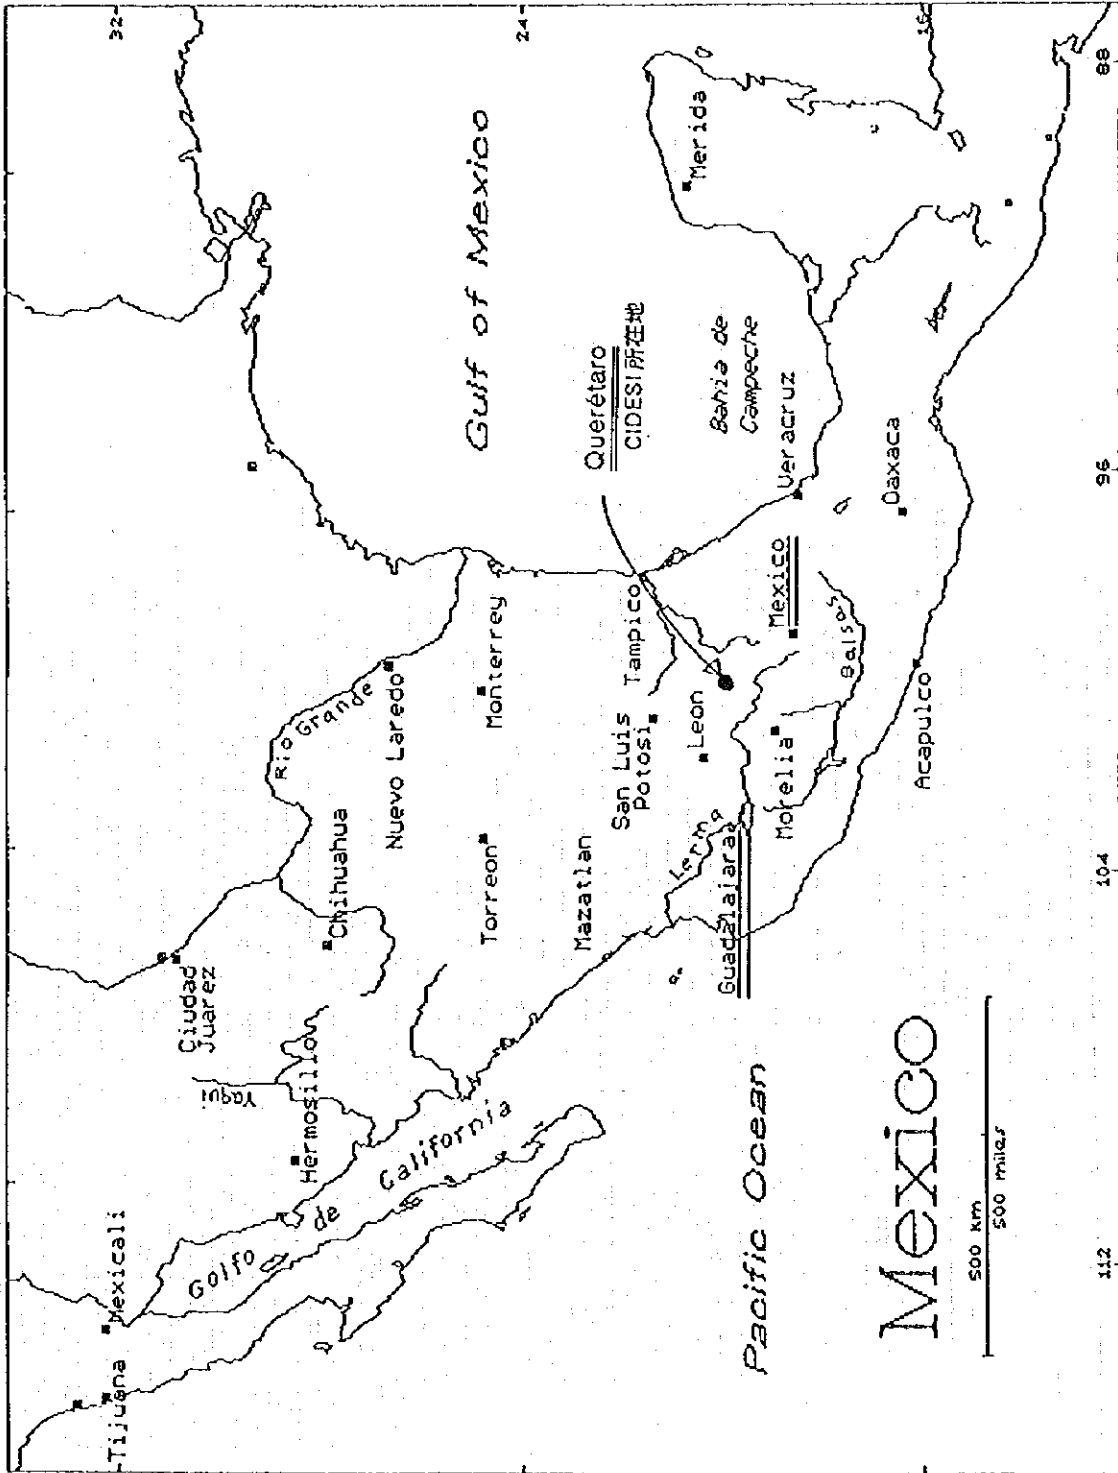 32
24
16
88
96
104
112
Gulf of Mexico
Merida
Querétaro
CIDESI所在地
Bahia de
Campeche
Veracruz
Oaxaca
Mexico
Tampico
Balsas
Rio Grande
Nuevo Laredo
Monterrey
San Luis
Potosi
Leon
Morelia
Acapulco
Chihuahua
Torreon
Mazatlan
Lerma
Guadalajara
Ciudad
Juarez
Yaqui
Hermosillo
Golfo de California
Mexicali
Tijuana
Pacific Ocean
Mexico
500 km
500 miles